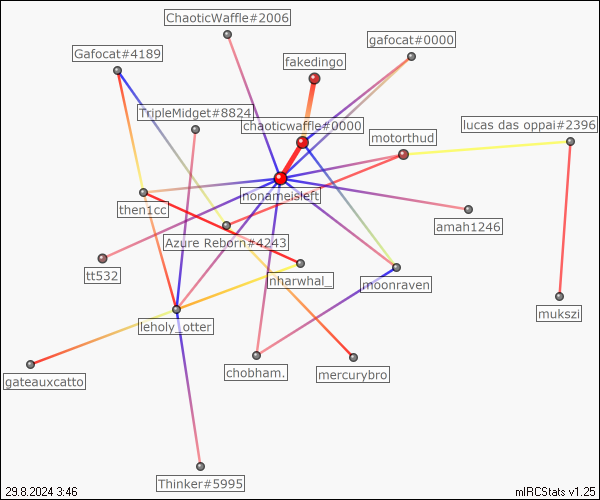 ChaoticWaffle#2006
gafocat#0000
Gafocat#4189
fakedingo
TripleMidget#8824
chaoticwaffle#0000
lucas das oppai#2396
motorthud
nonameisleft
then1cc
amah1246
Azure Reborn#4243
tt532
nharwhal_
moonraven
mukszi
leholy_otter
gateauxcatto
chobham.
mercurybro
Thinker#5995
29.8.2024 3:46
mIRCStats v1.25